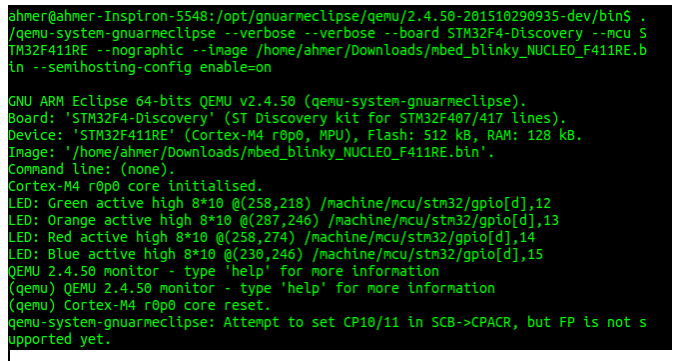 ahmer@ahmer-Inspiron-5548:/opt/gnuarmeclipse/qemu/2.4.50-201510290935-dev/bin$ .
/qemu-system-gnuarmeclipse --verbose --verbose --board STM32F4-Discovery --mcu S
TM32F411RE --nographic --image /home/ahmer/Downloads/mbed_blinky_NUCLEO_F411RE.b
in --semihosting-config enable=on
GNU ARM Eclipse 64-bits QEMU v2.4.50 (qemu-system-gnuarmeclipse).
Board: 'STM32F4-Discovery' (ST Discovery kit for STM32F407/417 lines).
Device: 'STM32F411RE' (Cortex-M4 r0p0, MPU), Flash: 512 kB, RAM: 128 kB.
Image: '/home/ahmer/Downloads/mbed_blinky_NUCLEO_F411RE.bin'.
Command line: (none).
Cortex-M4 r0p0 core initialised.
LED: Green active high 8*10 @(258,218) /machine/mcu/stm32/gpio[d],12
LED: Orange active high 8*10 @(287,246) /machine/mcu/stm32/gpio[d],13
LED: Red active high 8*10 @(258,274) /machine/mcu/stm32/gpio[d],14
LED: Blue active high 8*10 @(230,246) /machine/mcu/stm32/gpio[d],15
QEMU 2.4.50 monitor - type 'help' for more information
(qemu) QEMU 2.4.50 monitor - type 'help' for more information
(qemu) Cortex-M4 r0p0 core reset.
qemu-system-gnuarmeclipse: Attempt to set CP10/11 in SCB->CPACR, but FP is not s
upported yet.